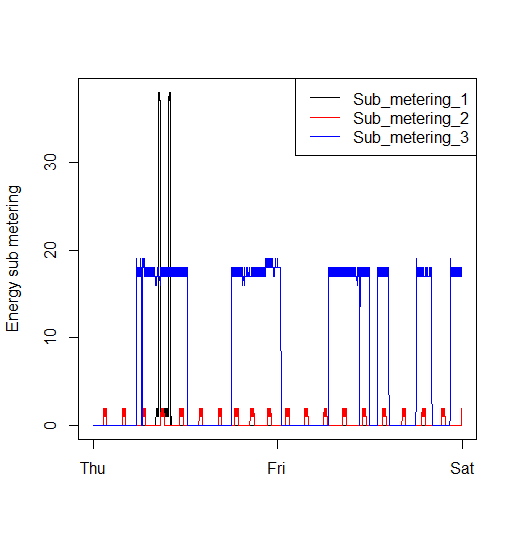 Sub_metering_1
Sub_metering_2
Sub_metering_3
Energy sub metering
30
20
10
0
Thu Fri Sat